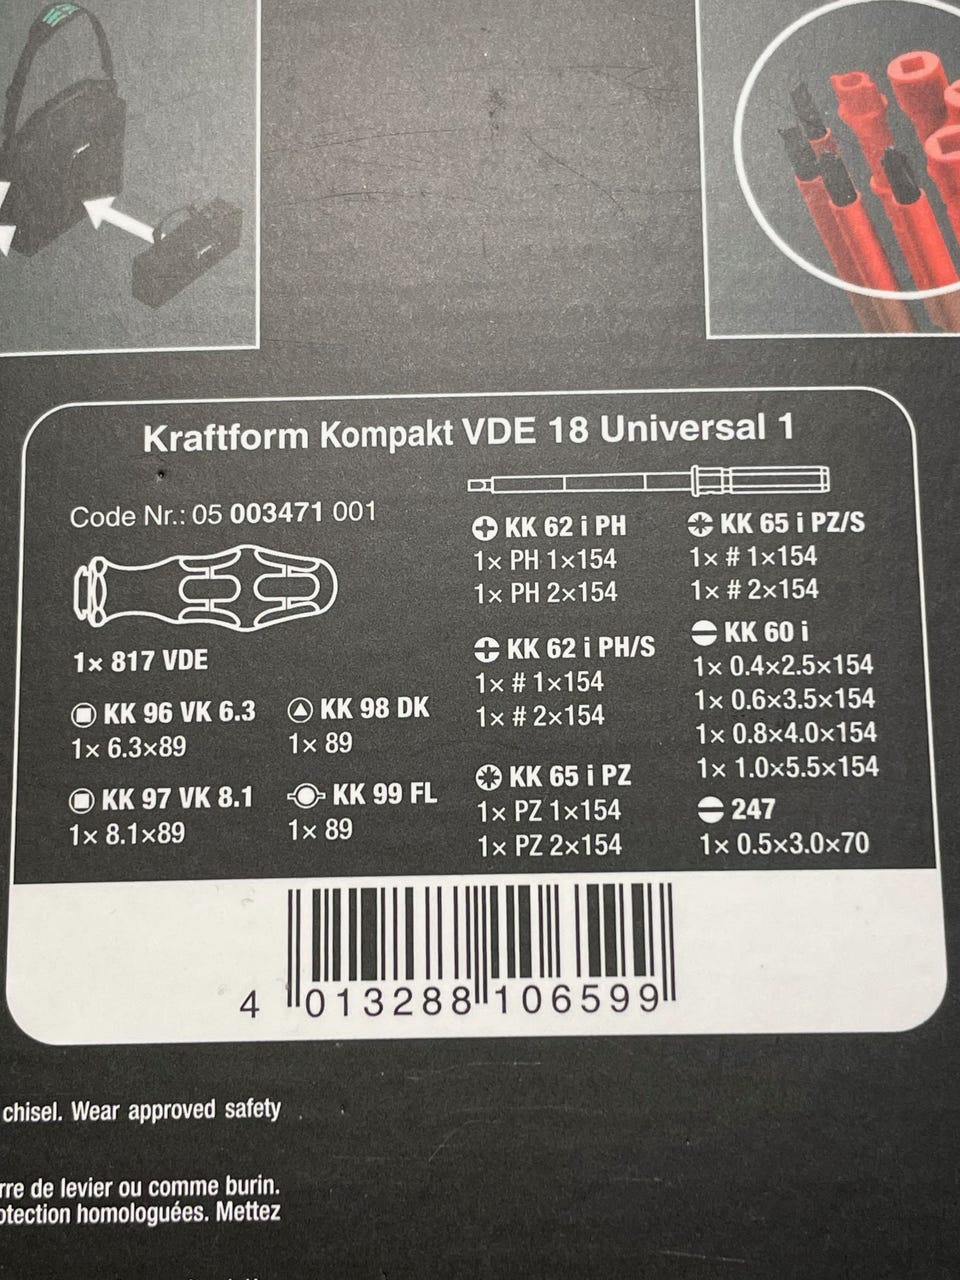 Kraftform Kompakt VDE 18 Universal 1
Code Nr.: 05 003471 001
1× 817 VDE
KK 96 VK 6.3
1× 6.3×89
KK 98 DK
1× 89
KK 97 VK 8.1
1× 8.1×89
KK 99 FL
1× 89
KK 62 i PH
1× PH 1×154
1× PH 2×154
KK 62 i PH/S
1× # 1×154
1× # 2×154
KK 65 i PZ
1× PZ 1×154
1× PZ 2×154
KK 65 i PZ/S
1× # 1×154
1× # 2×154
KK 60 i
1× 0.4×2.5×154
1× 0.6×3.5×154
1× 0.8×4.0×154
1× 1.0×5.5×154
247
1× 0.5×3.0×70
4 013288 106599
chisel. Wear approved safety
rre de levier ou comme burin.
otection homologuées. Mettez